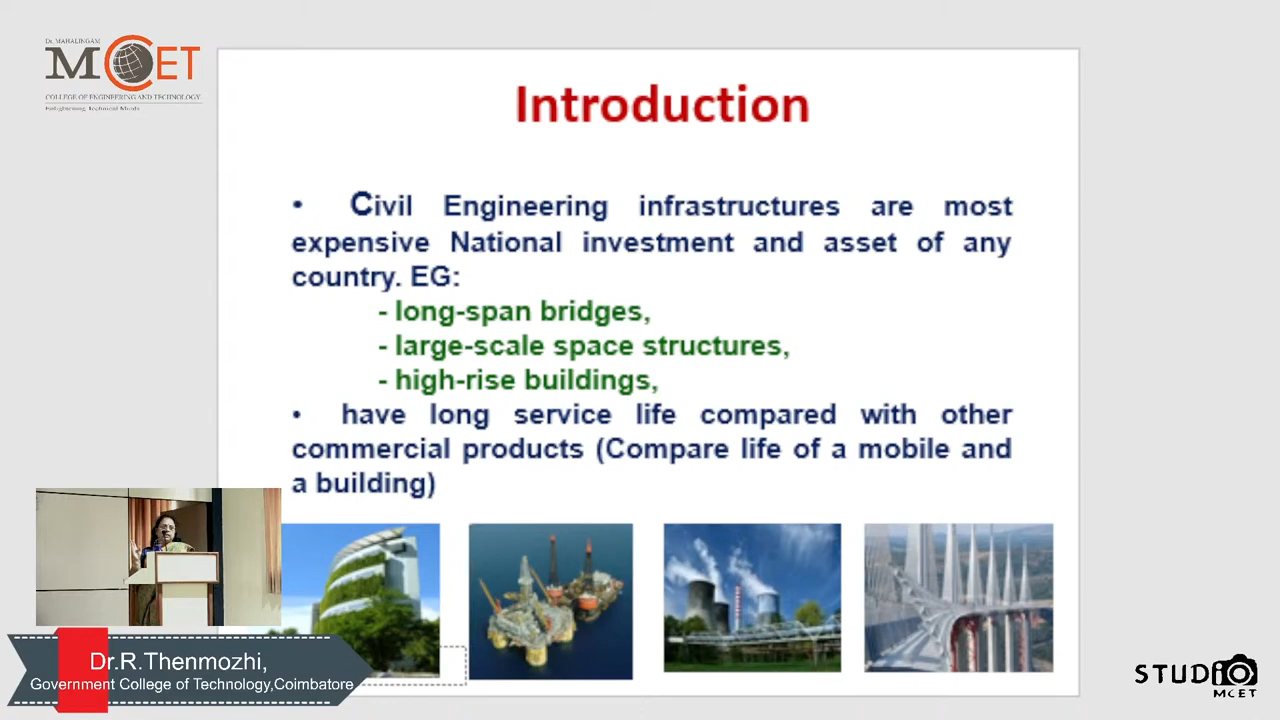 Dr. MAHALINGAM
MCET
COLLEGE OF ENGINEERING AND TECHNOLOGY
Enlightening Technical Minds
Introduction
• Civil Engineering infrastructures are most
expensive National investment and asset of any
country. EG:
- long-span bridges,
- large-scale space structures,
- high-rise buildings,
• have long service life compared with other
commercial products (Compare life of a mobile and
a building)
Dr.R.Thenmozhi,
Government College of Technology,Coimbatore
STUDIO
MCET